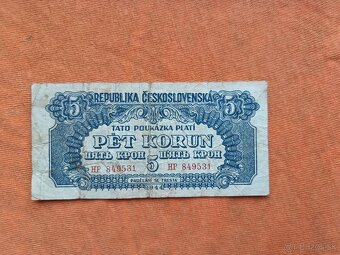 REPUBLIKA ČESKOSLOVENSKÁ
5 5
TATO POUKÁZKA PLATÍ
PĚT KORUN
ПЯТЬ КРОН 5 ПЯТЬ КРОН
HP 849531 HP 849531
1944
PADĚLÁNÍ SE TRESTÁ